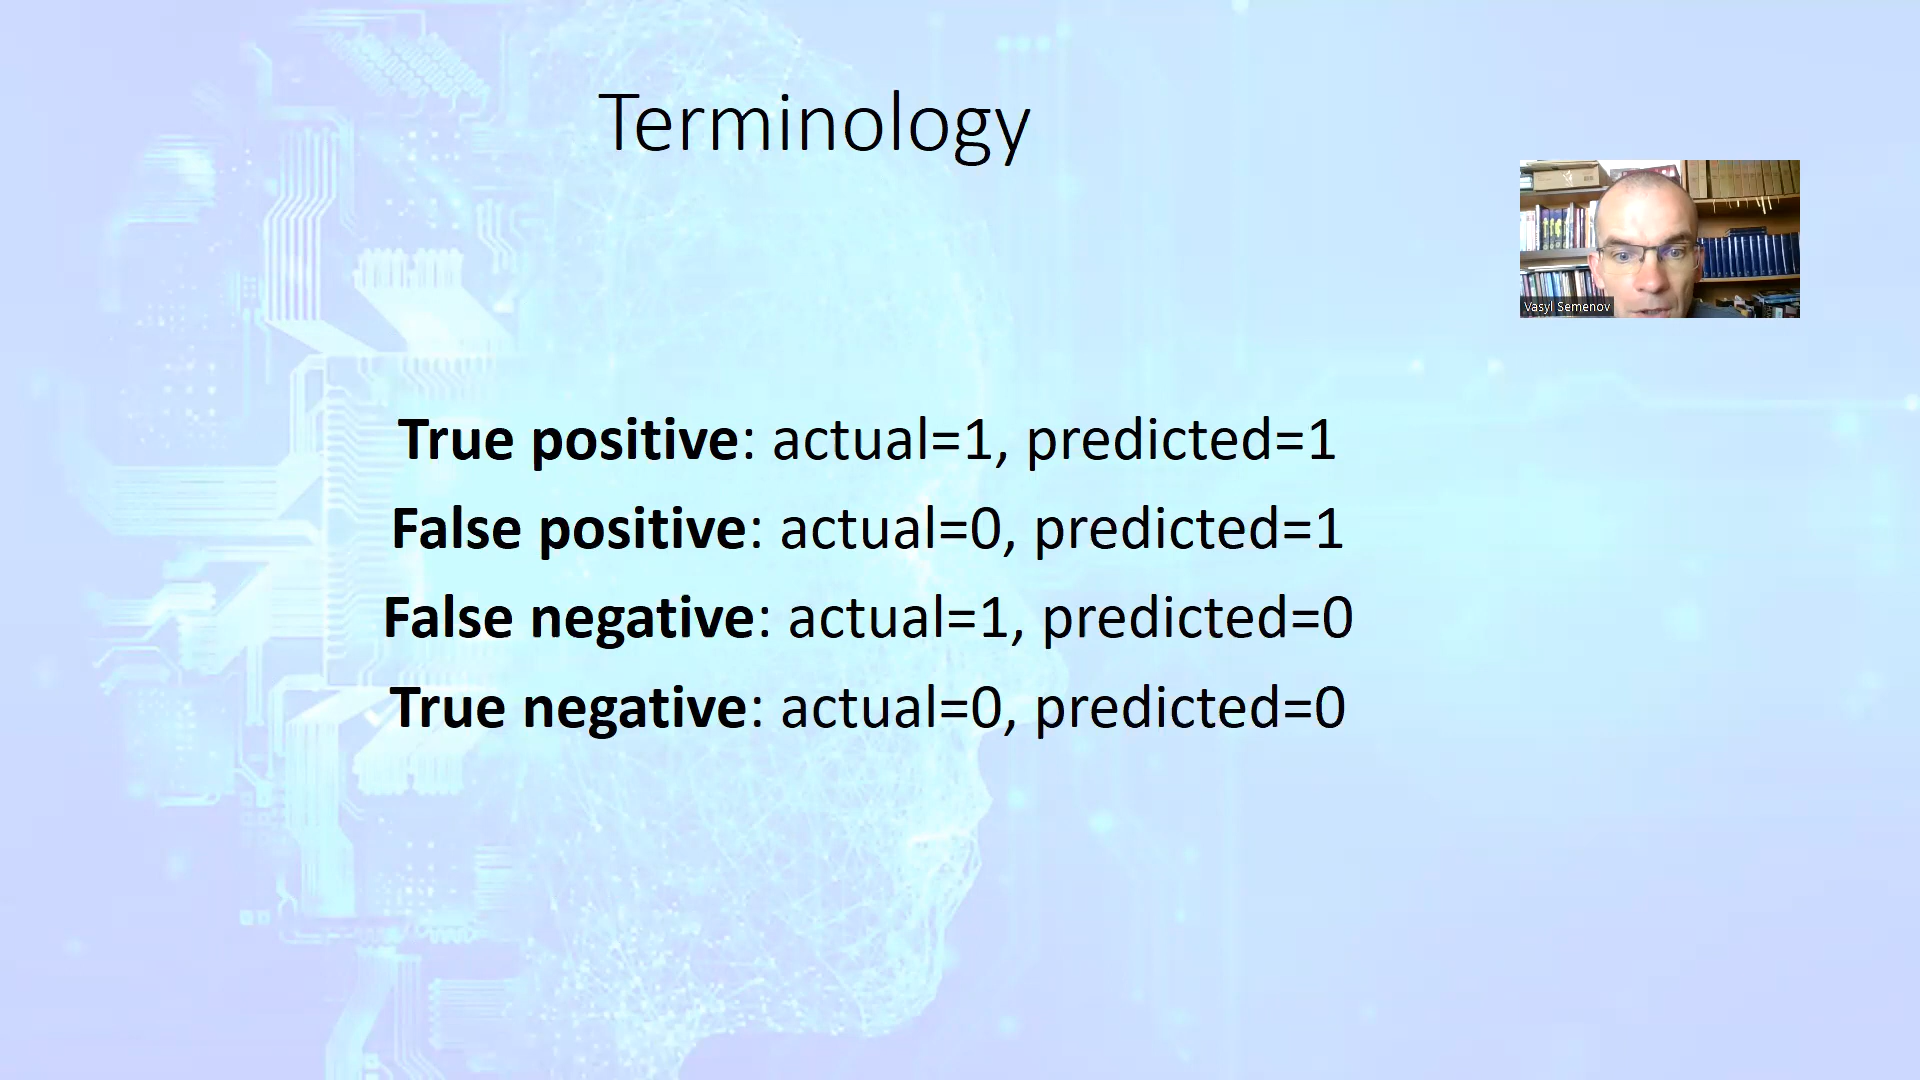 Terminology
Vasyl Semenov
True positive: actual=1, predicted=1
False positive: actual=0, predicted=1
False negative: actual=1, predicted=0
True negative: actual=0, predicted=0